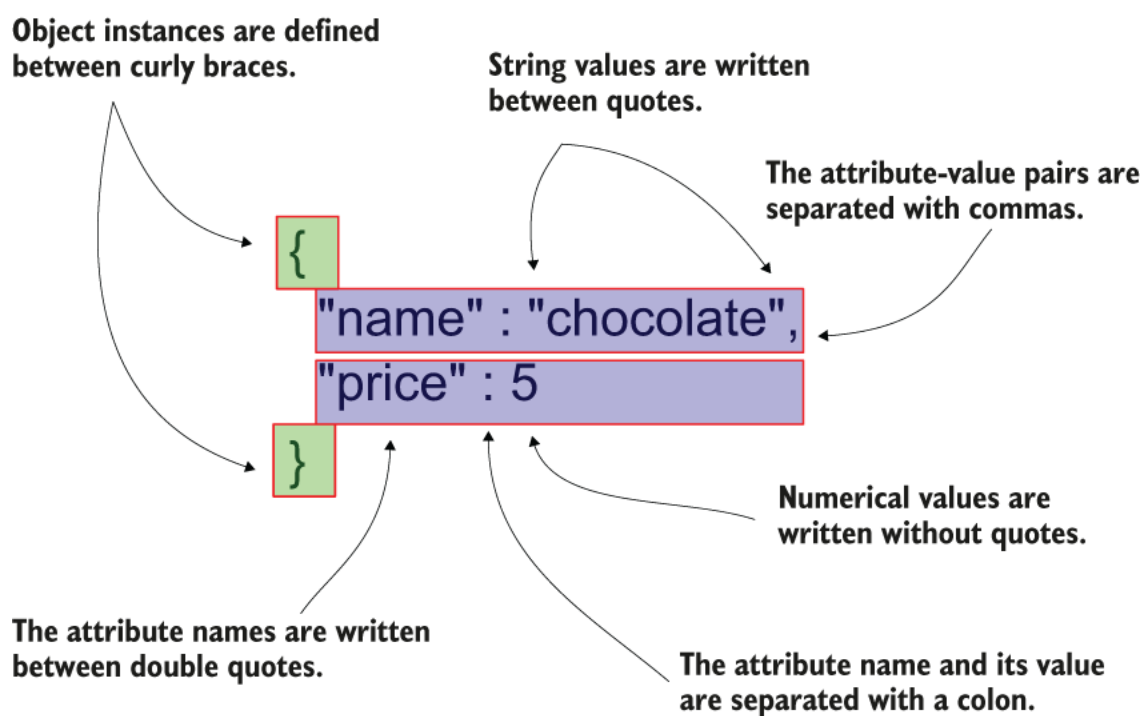 Object instances are defined
between curly braces.
String values are written
between quotes.
The attribute-value pairs are
separated with commas.
{
"name" : "chocolate",
"price" : 5
}
Numerical values are
written without quotes.
The attribute names are written
between double quotes.
The attribute name and its value
are separated with a colon.